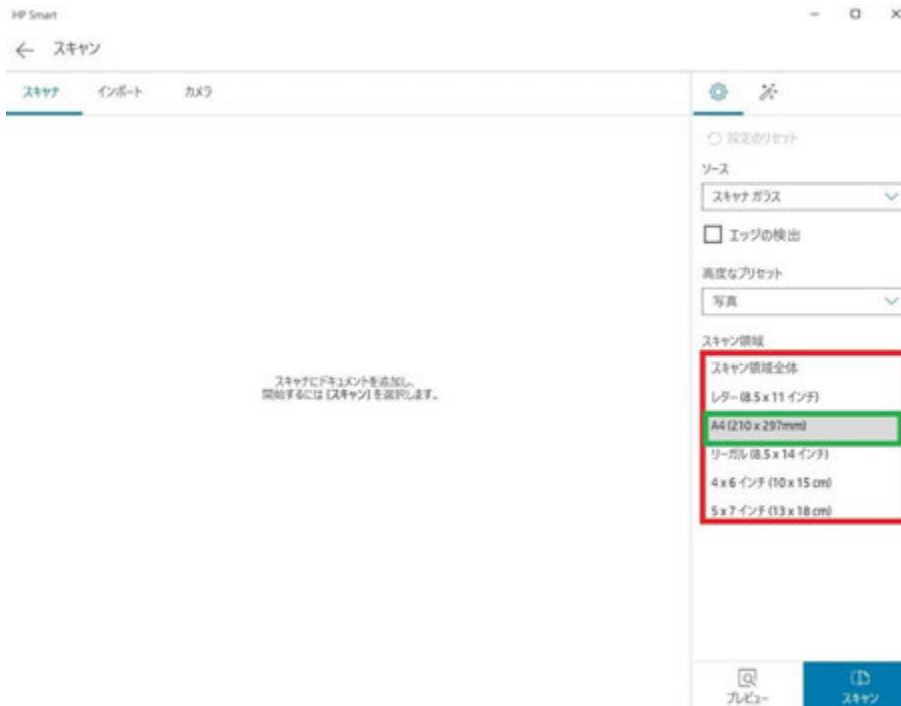 HP Smart
スキャン
スキャナ インポート カメラ
設定のリセット
ソース
スキャナ ガラス
エッジの検出
高度なプリセット
写真
スキャン領域
スキャン領域全体
レター (8.5 x 11 インチ)
A4 (210 x 297mm)
リーガル (8.5 x 14 インチ)
4 x 6 インチ (10 x 15 cm)
5 x 7 インチ (13 x 18 cm)
スキャナにドキュメントを追加し、
開始するには [スキャン] を選択します。
プレビュー スキャン